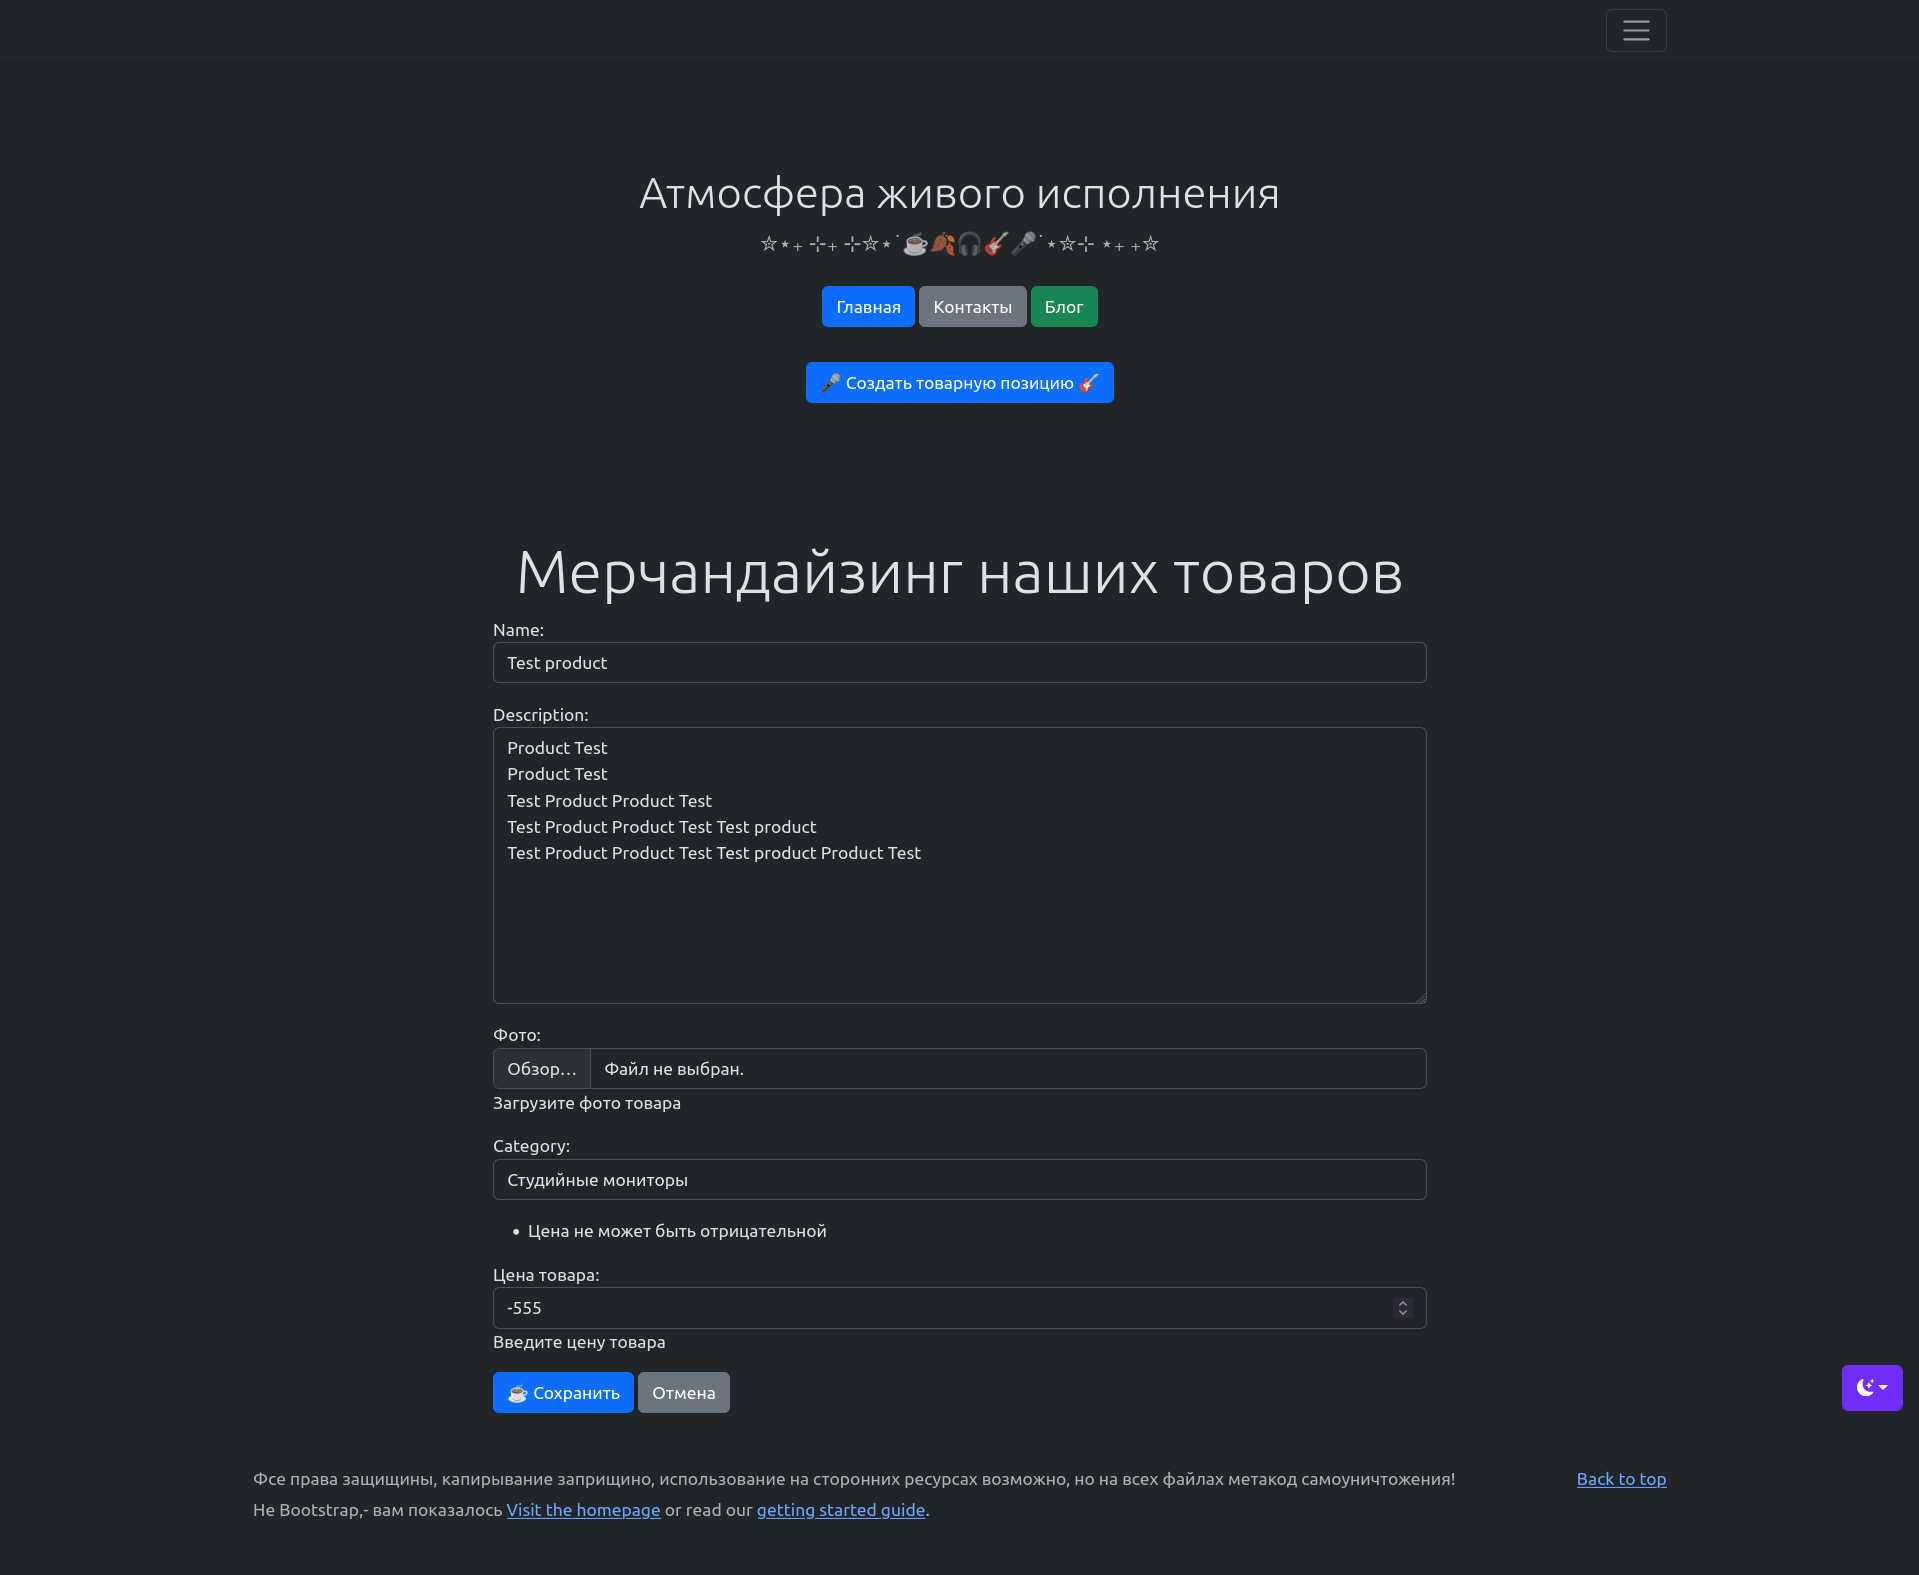 Атмосфера живого исполнения
✮⋆₊ ⊹₊ ⊹✮⋆˙☕🍂🎧🎸🎤˙⋆✮⊹ ⋆₊ ₊✮
Главная Контакты Блог
🎤 Создать товарную позицию 🎸
Мерчандайзинг наших товаров
Name:
Test product
Description:
Product Test
Product Test
Test Product Product Test
Test Product Product Test Test product
Test Product Product Test Test product Product Test
Фото:
Обзор… Файл не выбран.
Загрузите фото товара
Category:
Студийные мониторы
• Цена не может быть отрицательной
Цена товара:
-555
Введите цену товара
☕ Сохранить Отмена
Фсе права защищины, капирывание заприщино, использование на сторонних ресурсах возможно, но на всех файлах метакод самоуничтожения! Back to top
Не Bootstrap,- вам показалось Visit the homepage or read our getting started guide.